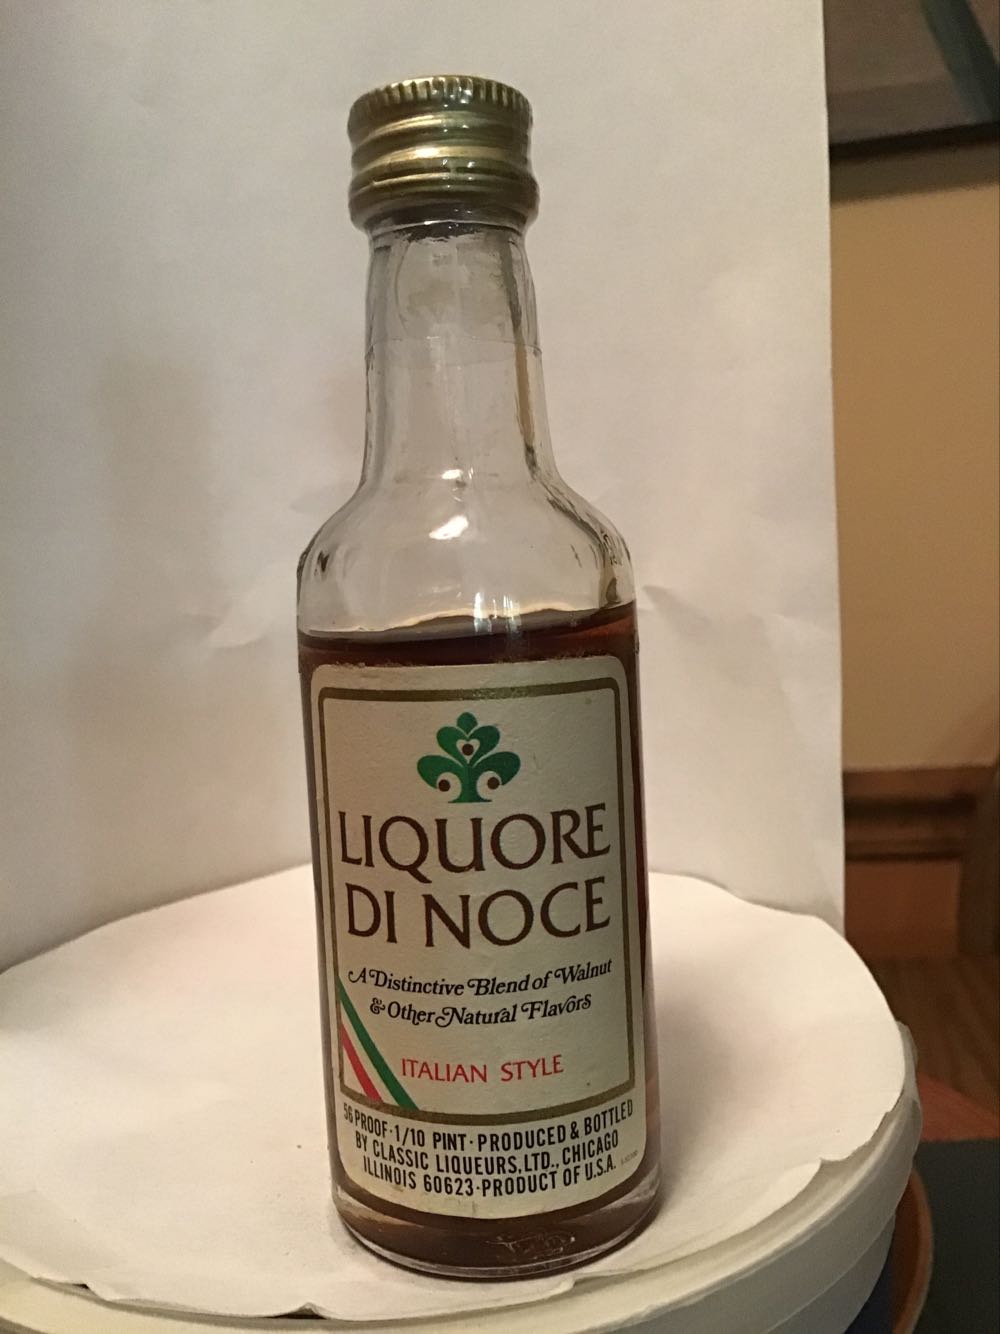 LIQUORE
DI NOCE
A Distinctive Blend of Walnut
& Other Natural Flavors
ITALIAN STYLE
56 PROOF·1/10 PINT·PRODUCED & BOTTLED
BY CLASSIC LIQUEURS, LTD., CHICAGO
ILLINOIS 60623·PRODUCT OF U.S.A.